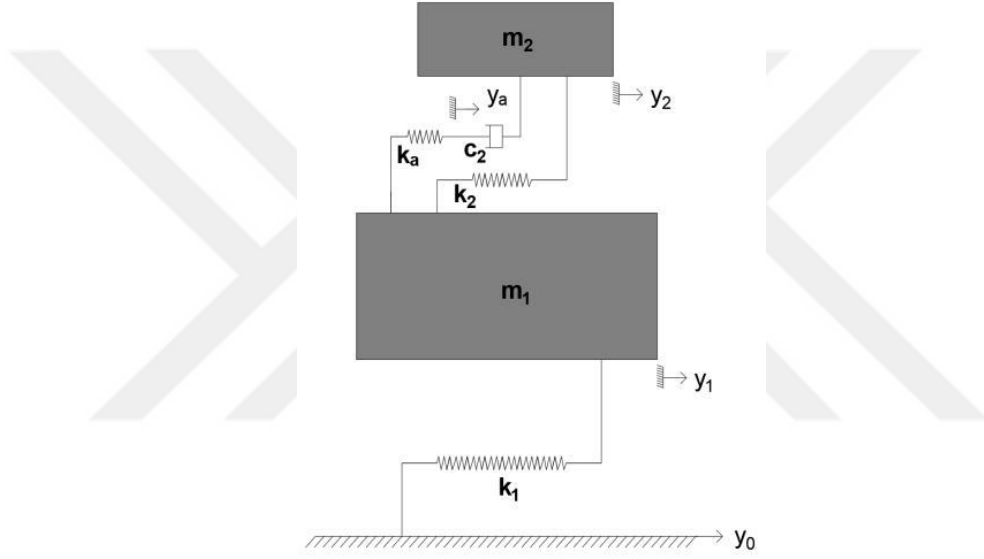 m₂
yₐ
y₂
kₐ
c₂
k₂
m₁
y₁
k₁
y₀